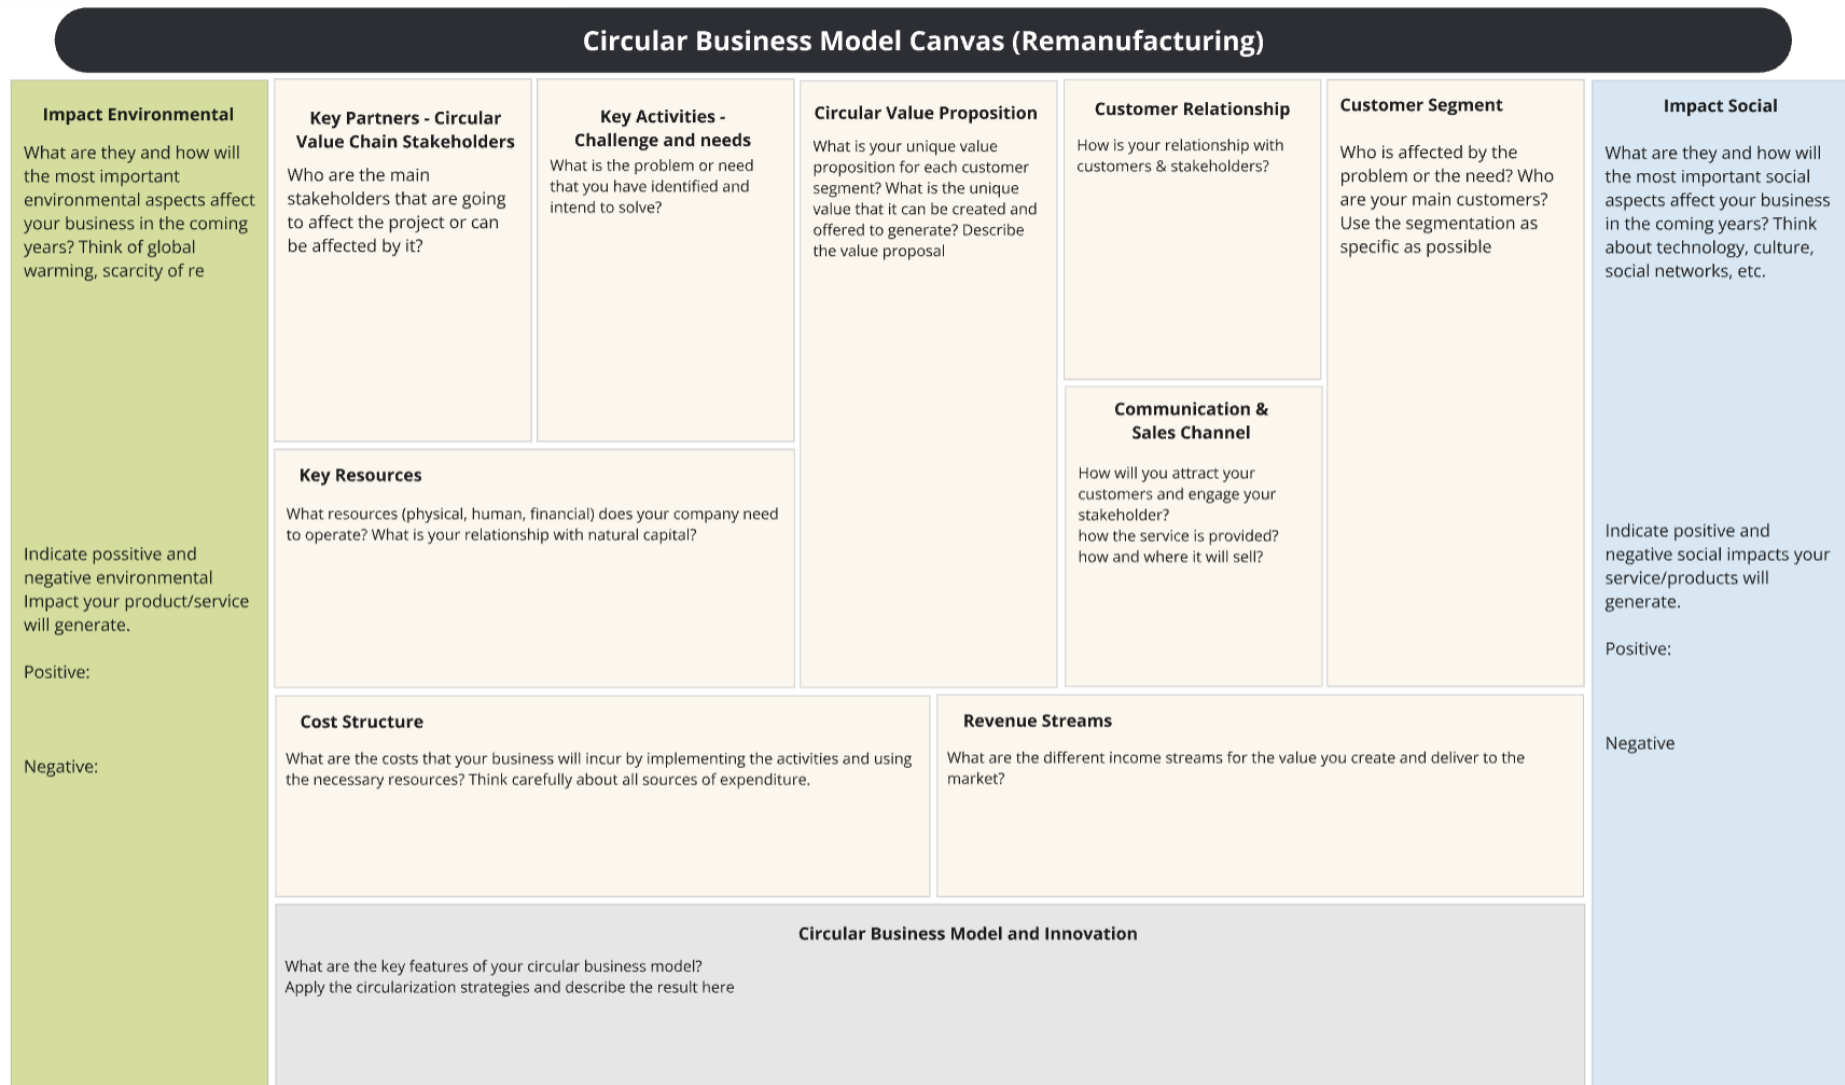 Circular Business Model Canvas (Remanufacturing)
Impact Environmental
What are they and how will
the most important
environmental aspects affect
your business in the coming
years? Think of global
warming, scarcity of re
Indicate possitive and
negative environmental
Impact your product/service
will generate.
Positive:
Negative:
Key Partners - Circular
Value Chain Stakeholders
Who are the main
stakeholders that are going
to affect the project or can
be affected by it?
Key Activities -
Challenge and needs
What is the problem or need
that you have identified and
intend to solve?
Key Resources
What resources (physical, human, financial) does your company need
to operate? What is your relationship with natural capital?
Circular Value Proposition
What is your unique value
proposition for each customer
segment? What is the unique
value that it can be created and
offered to generate? Describe
the value proposal
Customer Relationship
How is your relationship with
customers & stakeholders?
Communication &
Sales Channel
How will you attract your
customers and engage your
stakeholder?
how the service is provided?
how and where it will sell?
Customer Segment
Who is affected by the
problem or the need? Who
are your main customers?
Use the segmentation as
specific as possible
Impact Social
What are they and how will
the most important social
aspects affect your business
in the coming years? Think
about technology, culture,
social networks, etc.
Indicate positive and
negative social impacts your
service/products will
generate.
Positive:
Negative
Cost Structure
What are the costs that your business will incur by implementing the activities and using
the necessary resources? Think carefully about all sources of expenditure.
Revenue Streams
What are the different income streams for the value you create and deliver to the
market?
Circular Business Model and Innovation
What are the key features of your circular business model?
Apply the circularization strategies and describe the result here